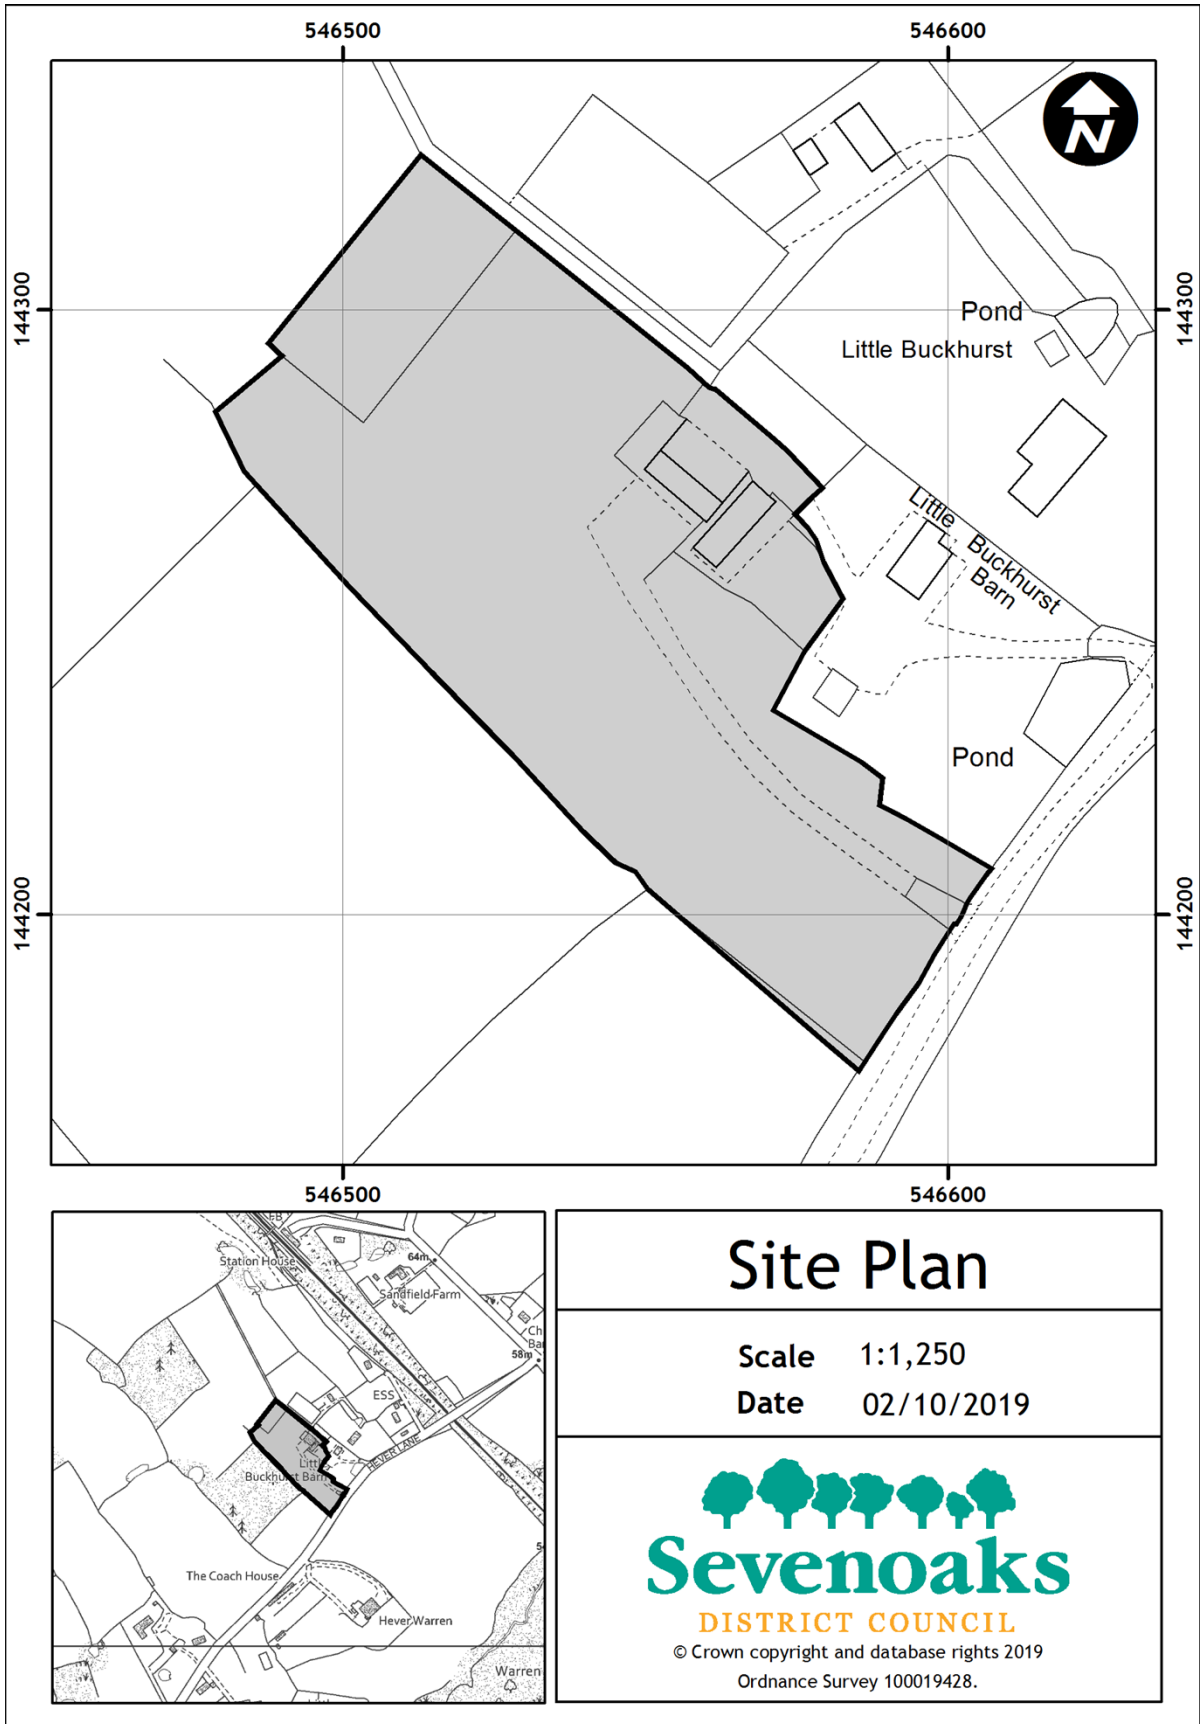 546500
546600
N
144300
144300
Pond
Little Buckhurst
Little Buckhurst
Barn
Pond
144200
144200
546500
546600
FB
Station House
64m
Sandfield Farm
58m
ESS
HEVER LANE
Little
Buckhurst Barn
The Coach House
Hever Warren
Warren
Site Plan
Scale 1:1,250
Date 02/10/2019
Sevenoaks
DISTRICT COUNCIL
© Crown copyright and database rights 2019
Ordnance Survey 100019428.